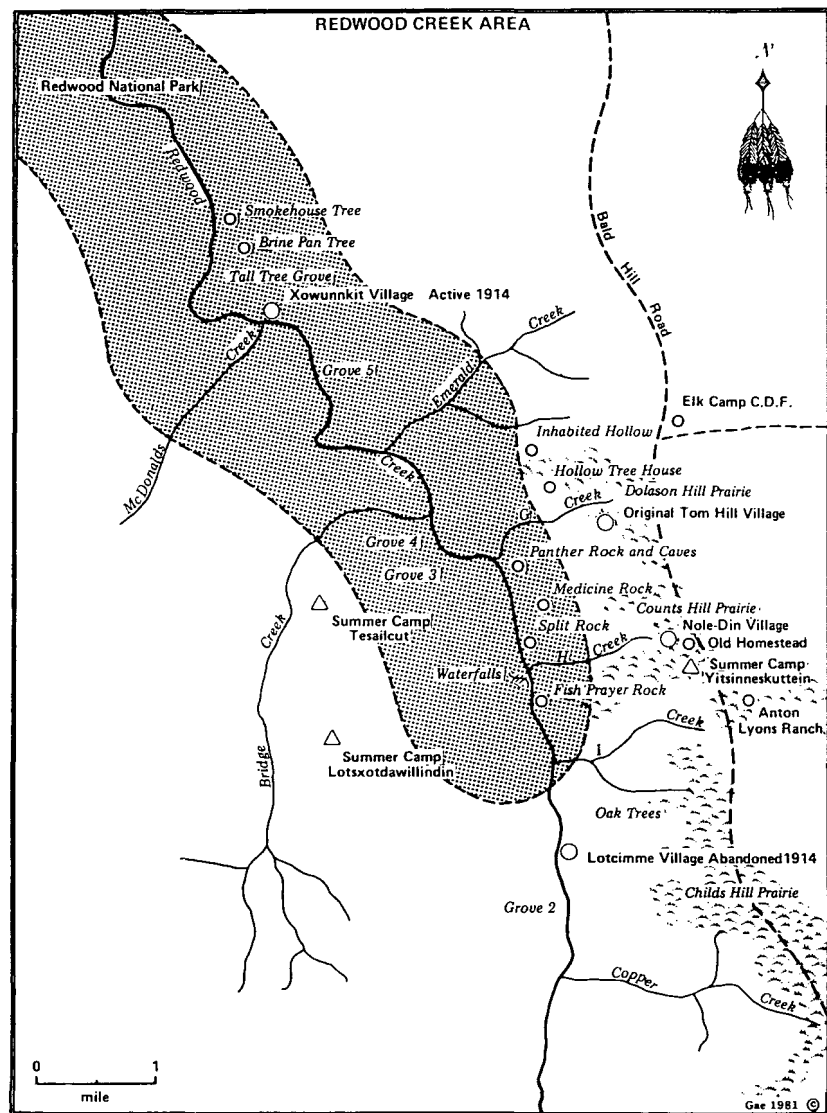 REDWOOD CREEK AREA
N
Redwood National Park
Redwood
Smokehouse Tree
Brine Pan Tree
Bald Hill Road
Tall Tree Grove
Xowunnkit Village Active 1914
Creek
Creek
Grove 5
Emerald
Elk Camp C.D.F.
McDonalds
Inhabited Hollow
Creek
Hollow Tree House
Creek
Dolason Hill Prairie
G
Original Tom Hill Village
Grove 4
Grove 3
Panther Rock and Caves
Creek
Summer Camp
Tesailcut
Medicine Rock
Counts Hill Prairie
Nole-Din Village
Split Rock
Old Homestead
H
Creek
Waterfalls
Summer Camp
Yitsinneskuttein
Fish Prayer Rock
Anton
Lyons Ranch
Creek
I
Bridge
Summer Camp
Lotsxotdawillindin
Oak Trees
Lotcimme Village Abandoned 1914
Childs Hill Prairie
Grove 2
Copper
Creek
0 1
mile
Gae 1981 ©